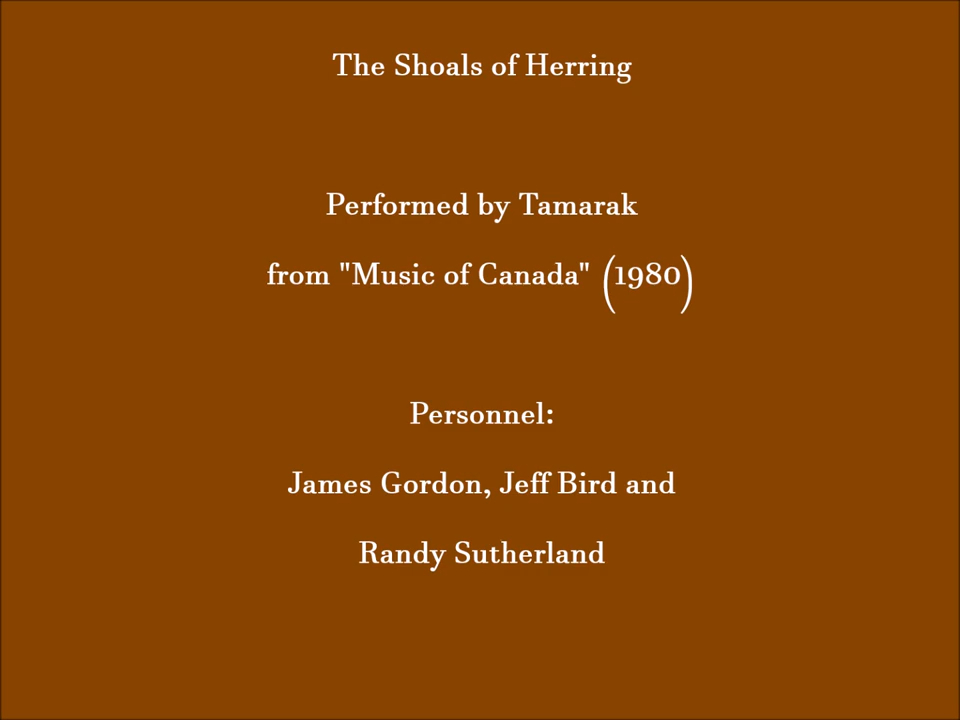 The Shoals of Herring
Performed by Tamarak
from "Music of Canada" (1980)
Personnel:
James Gordon, Jeff Bird and
Randy Sutherland